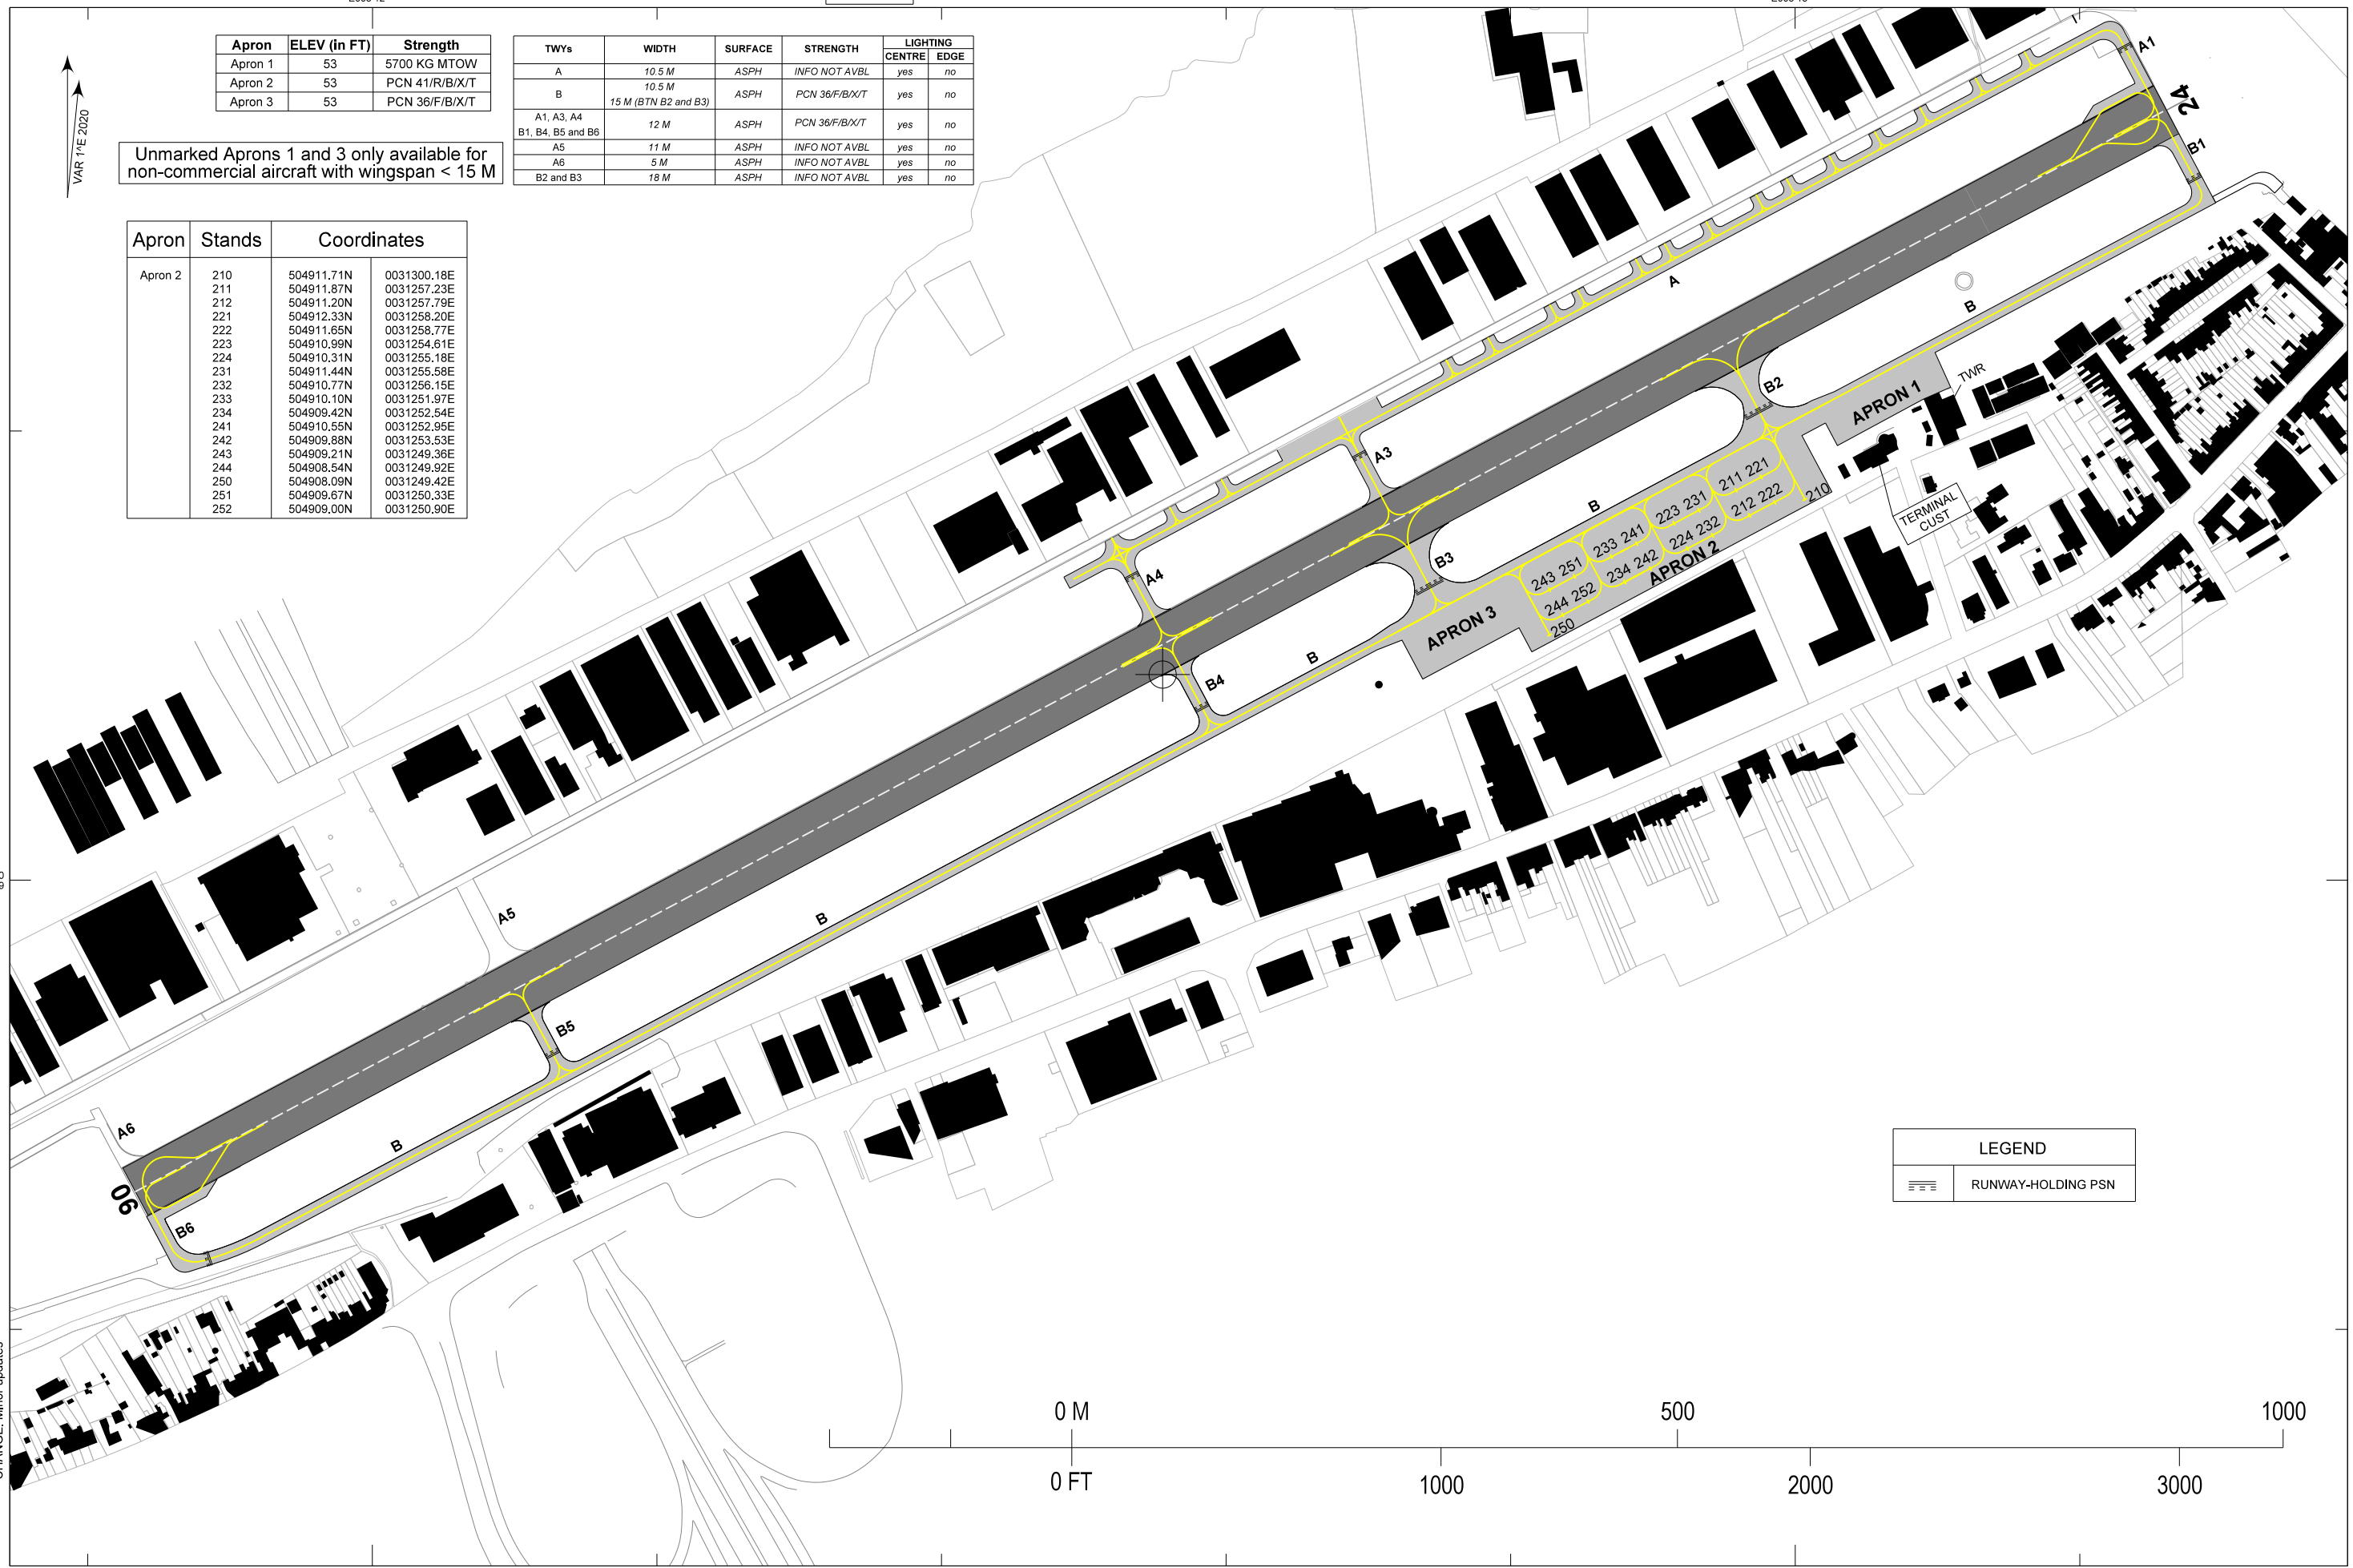 Apron ELEV (in FT) Strength
Apron 1 53 5700 KG MTOW
Apron 2 53 PCN 41/R/B/X/T
Apron 3 53 PCN 36/F/B/X/T
TWYs WIDTH SURFACE STRENGTH LIGHTING
CENTRE EDGE
A 10.5 M ASPH INFO NOT AVBL yes no
B 10.5 M
15 M (BTN B2 and B3) ASPH PCN 36/F/B/X/T yes no
A1, A3, A4
B1, B4, B5 and B6 12 M ASPH PCN 36/F/B/X/T yes no
A5 11 M ASPH INFO NOT AVBL yes no
A6 5 M ASPH INFO NOT AVBL yes no
B2 and B3 18 M ASPH INFO NOT AVBL yes no
VAR 1^E 2020
Unmarked Aprons 1 and 3 only available for
non-commercial aircraft with wingspan < 15 M
Apron Stands Coordinates
Apron 2 210 504911.71N 0031300.18E
211 504911.87N 0031257.23E
212 504911.20N 0031257.79E
221 504912.33N 0031258.20E
222 504911.65N 0031258.77E
223 504910.99N 0031254.61E
224 504910.31N 0031255.18E
231 504911.44N 0031255.58E
232 504910.77N 0031256.15E
233 504910.10N 0031251.97E
234 504909.42N 0031252.54E
241 504910.55N 0031252.95E
242 504909.88N 0031253.53E
243 504909.21N 0031249.36E
244 504908.54N 0031249.92E
250 504908.09N 0031249.42E
251 504909.67N 0031250.33E
252 504909.00N 0031250.90E
A1
24
B1
A
B
B2
APRON 1
TWR
A3
B
211 221
210
212 222
223 231
224 232
233 241
234 242
APRON 2
243 251
244 252
250
TERMINAL
CUST
B3
A4
APRON 3
B
B4
A5
B
B5
A6
B
06
B6
LEGEND
RUNWAY-HOLDING PSN
0 M 500 1000
0 FT 1000 2000 3000